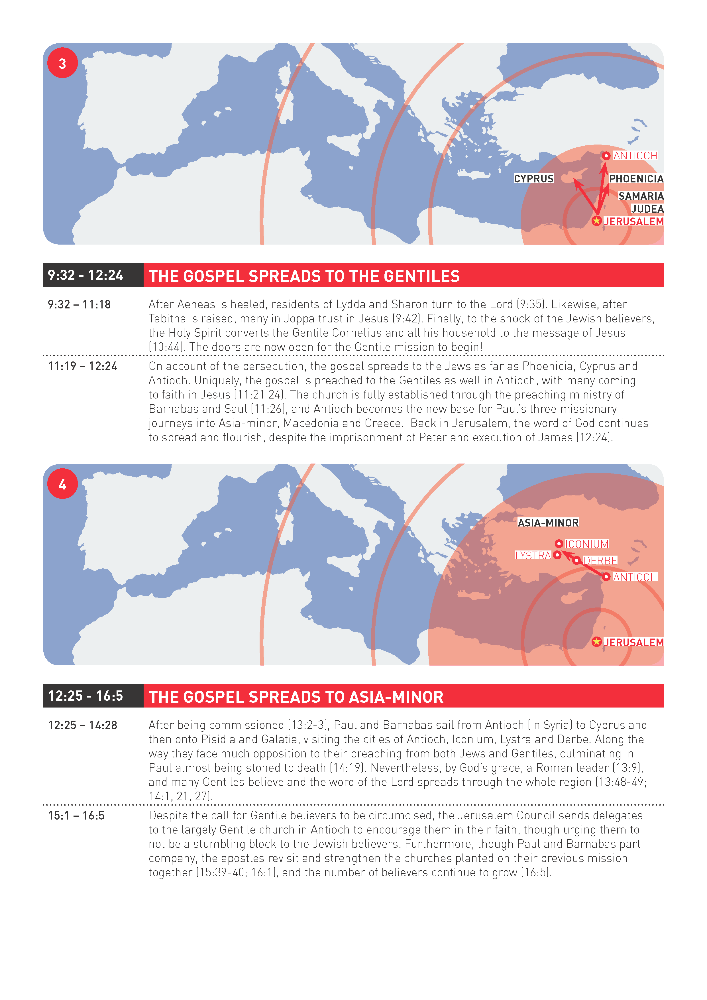 3
ANTIOCH
CYPRUS
PHOENICIA
SAMARIA
JUDEA
JERUSALEM
9:32 - 12:24 THE GOSPEL SPREADS TO THE GENTILES
9:32 – 11:18 After Aeneas is healed, residents of Lydda and Sharon turn to the Lord (9:35). Likewise, after
Tabitha is raised, many in Joppa trust in Jesus (9:42). Finally, to the shock of the Jewish believers,
the Holy Spirit converts the Gentile Cornelius and all his household to the message of Jesus
(10:44). The doors are now open for the Gentile mission to begin!
11:19 – 12:24 On account of the persecution, the gospel spreads to the Jews as far as Phoenicia, Cyprus and
Antioch. Uniquely, the gospel is preached to the Gentiles as well in Antioch, with many coming
to faith in Jesus (11:21 24). The church is fully established through the preaching ministry of
Barnabas and Saul (11:26), and Antioch becomes the new base for Paul's three missionary
journeys into Asia-minor, Macedonia and Greece. Back in Jerusalem, the word of God continues
to spread and flourish, despite the imprisonment of Peter and execution of James (12:24).
4
ASIA-MINOR
ICONIUM
LYSTRA
DERBE
ANTIOCH
JERUSALEM
12:25 - 16:5 THE GOSPEL SPREADS TO ASIA-MINOR
12:25 – 14:28 After being commissioned (13:2-3), Paul and Barnabas sail from Antioch (in Syria) to Cyprus and
then onto Pisidia and Galatia, visiting the cities of Antioch, Iconium, Lystra and Derbe. Along the
way they face much opposition to their preaching from both Jews and Gentiles, culminating in
Paul almost being stoned to death (14:19). Nevertheless, by God's grace, a Roman leader (13:9),
and many Gentiles believe and the word of the Lord spreads through the whole region (13:48-49;
14:1, 21, 27).
15:1 – 16:5 Despite the call for Gentile believers to be circumcised, the Jerusalem Council sends delegates
to the largely Gentile church in Antioch to encourage them in their faith, though urging them to
not be a stumbling block to the Jewish believers. Furthermore, though Paul and Barnabas part
company, the apostles revisit and strengthen the churches planted on their previous mission
together (15:39-40; 16:1), and the number of believers continue to grow (16:5).